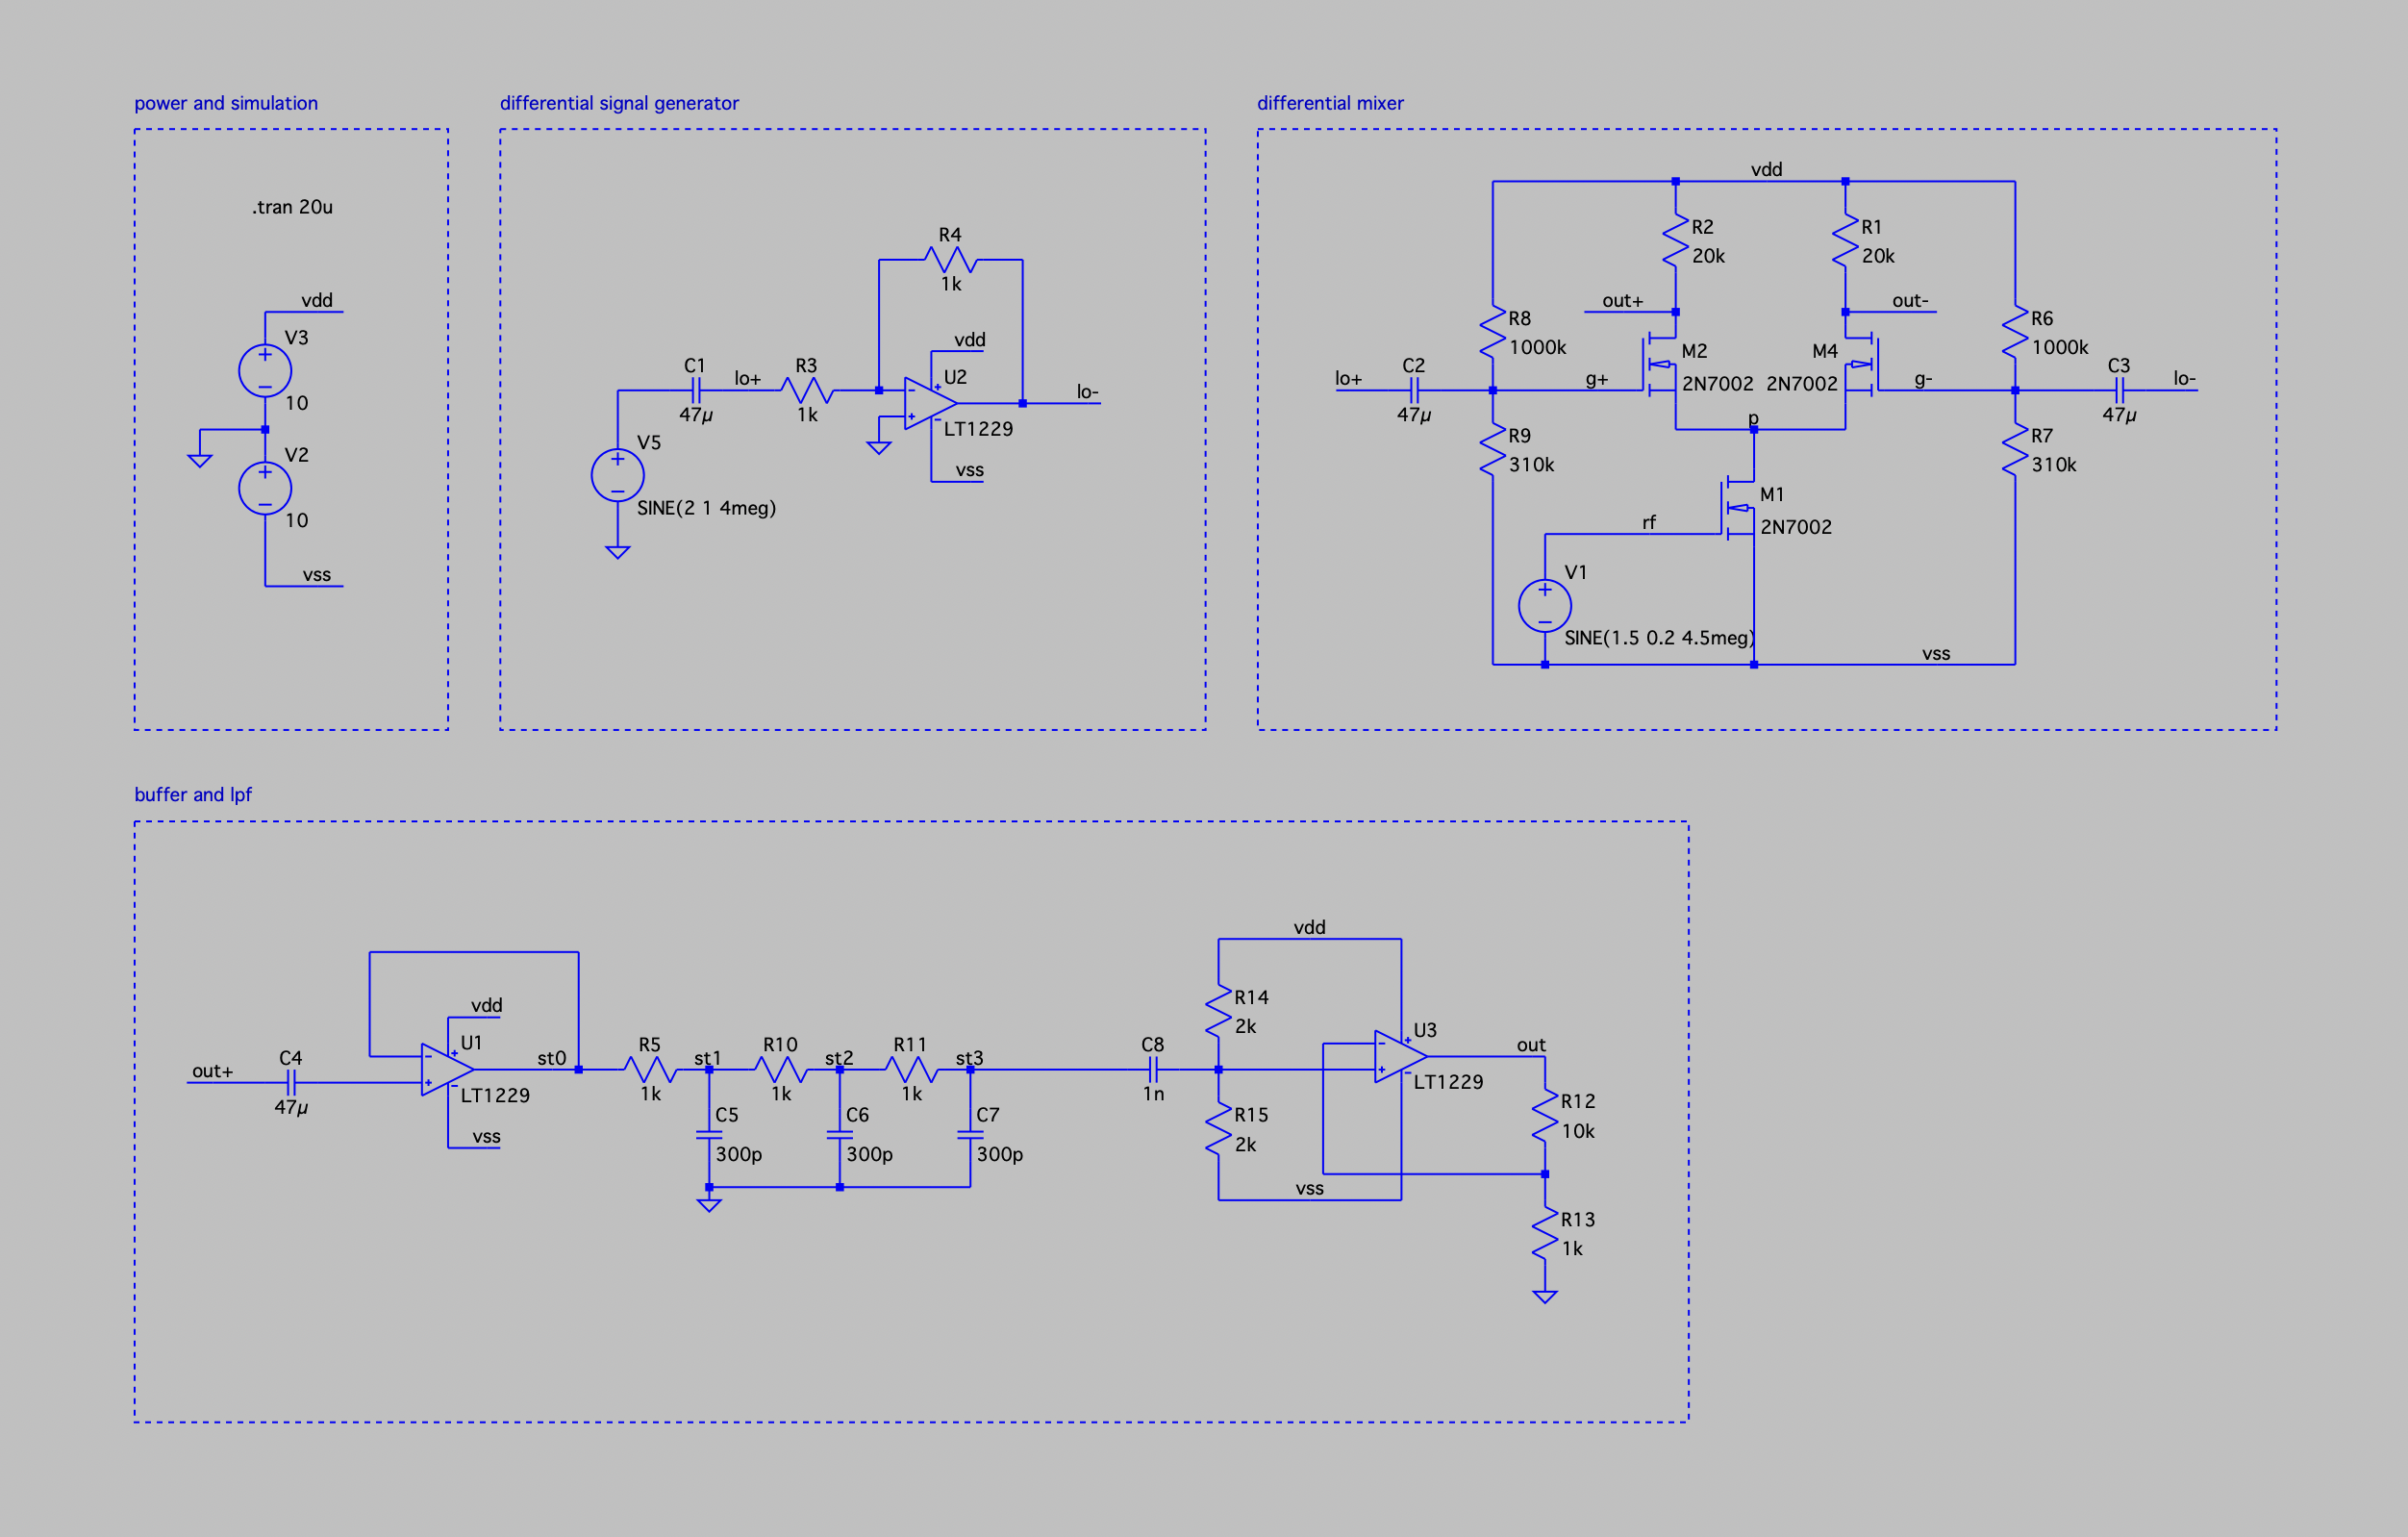 power and simulation
.tran 20u
vdd
V3
10
V2
10
vss
differential signal generator
R4
1k
vdd
C1
47µ
lo+
R3
1k
U2
LT1229
lo-
vss
V5
SINE(2 1 4meg)
differential mixer
vdd
R2
20k
R1
20k
out+
out-
R8
1000k
R6
1000k
M2
2N7002
M4
2N7002
lo+
C2
47µ
g+
g-
C3
47µ
lo-
p
R9
310k
R7
310k
M1
2N7002
rf
V1
SINE(1.5 0.2 4.5meg)
vss
buffer and lpf
out+
C4
47µ
vdd
U1
LT1229
vss
st0
R5
1k
st1
R10
1k
st2
R11
1k
st3
C5
300p
C6
300p
C7
300p
C8
1n
vdd
R14
2k
R15
2k
vss
U3
LT1229
out
R12
10k
R13
1k